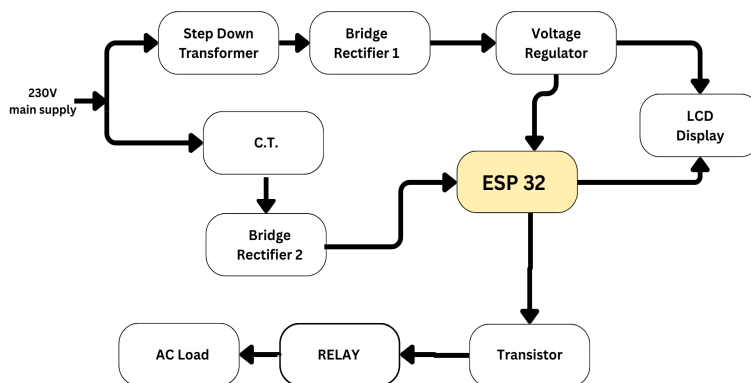 Step Down
Transformer
Bridge
Rectifier 1
Voltage
Regulator
230V
main supply
LCD
Display
C.T.
ESP 32
Bridge
Rectifier 2
AC Load
RELAY
Transistor